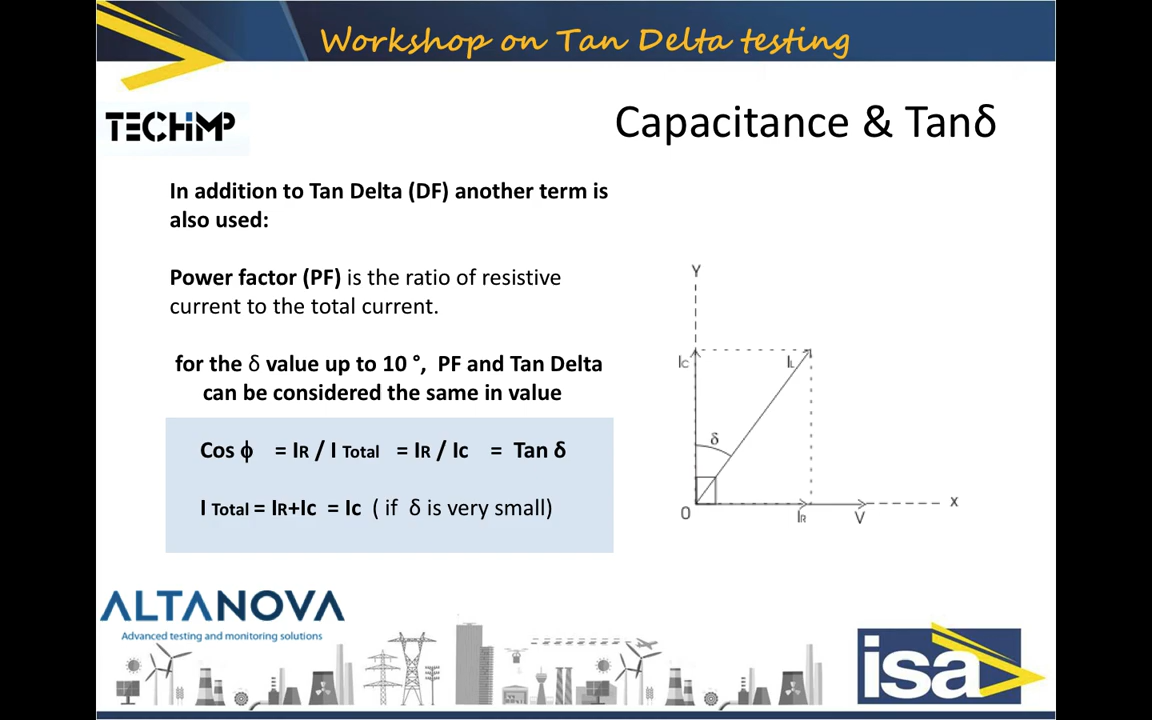 Workshop on Tan Delta testing
TECHIMP
Capacitance & Tanδ
In addition to Tan Delta (DF) another term is
also used:
Power factor (PF) is the ratio of resistive
current to the total current.
for the δ value up to 10 °, PF and Tan Delta
can be considered the same in value
Cos ϕ = IR / I Total = IR / Ic = Tan δ
I Total = IR+Ic = Ic ( if δ is very small)
Y
IC
IL
δ
O
IR
V
X
ALTANOVA
Advanced testing and monitoring solutions
isa